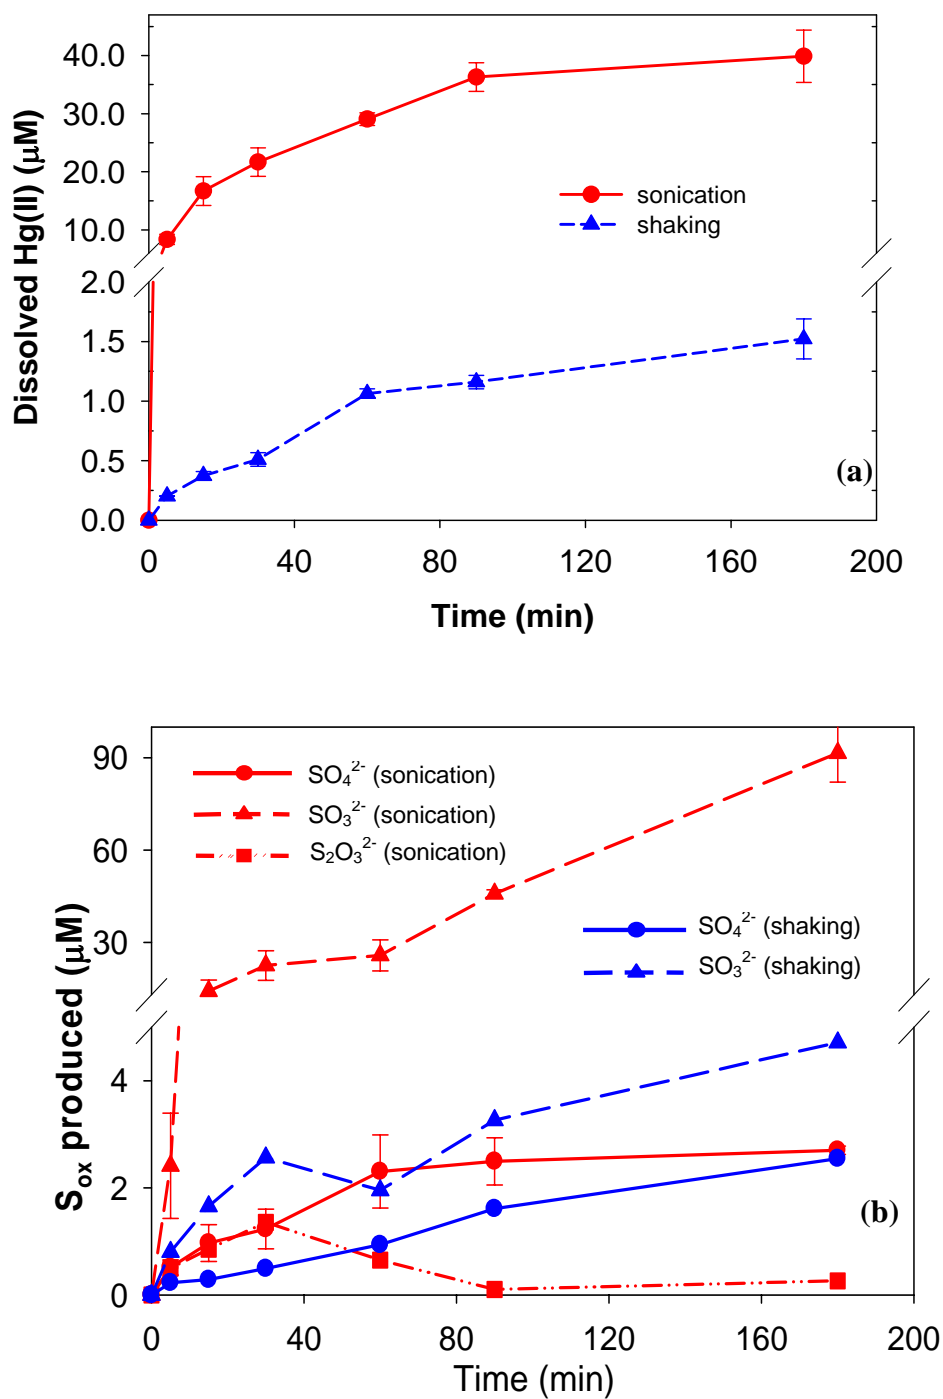 40.0
30.0
20.0
10.0
2.0
1.5
1.0
0.5
0.0
Dissolved Hg(II) (μM)
sonication
shaking
(a)
0 40 80 120 160 200
Time (min)
90
60
30
4
2
0
S_ox produced (μM)
SO₄²⁻ (sonication)
SO₃²⁻ (sonication)
S₂O₃²⁻ (sonication)
SO₄²⁻ (shaking)
SO₃²⁻ (shaking)
(b)
0 40 80 120 160 200
Time (min)